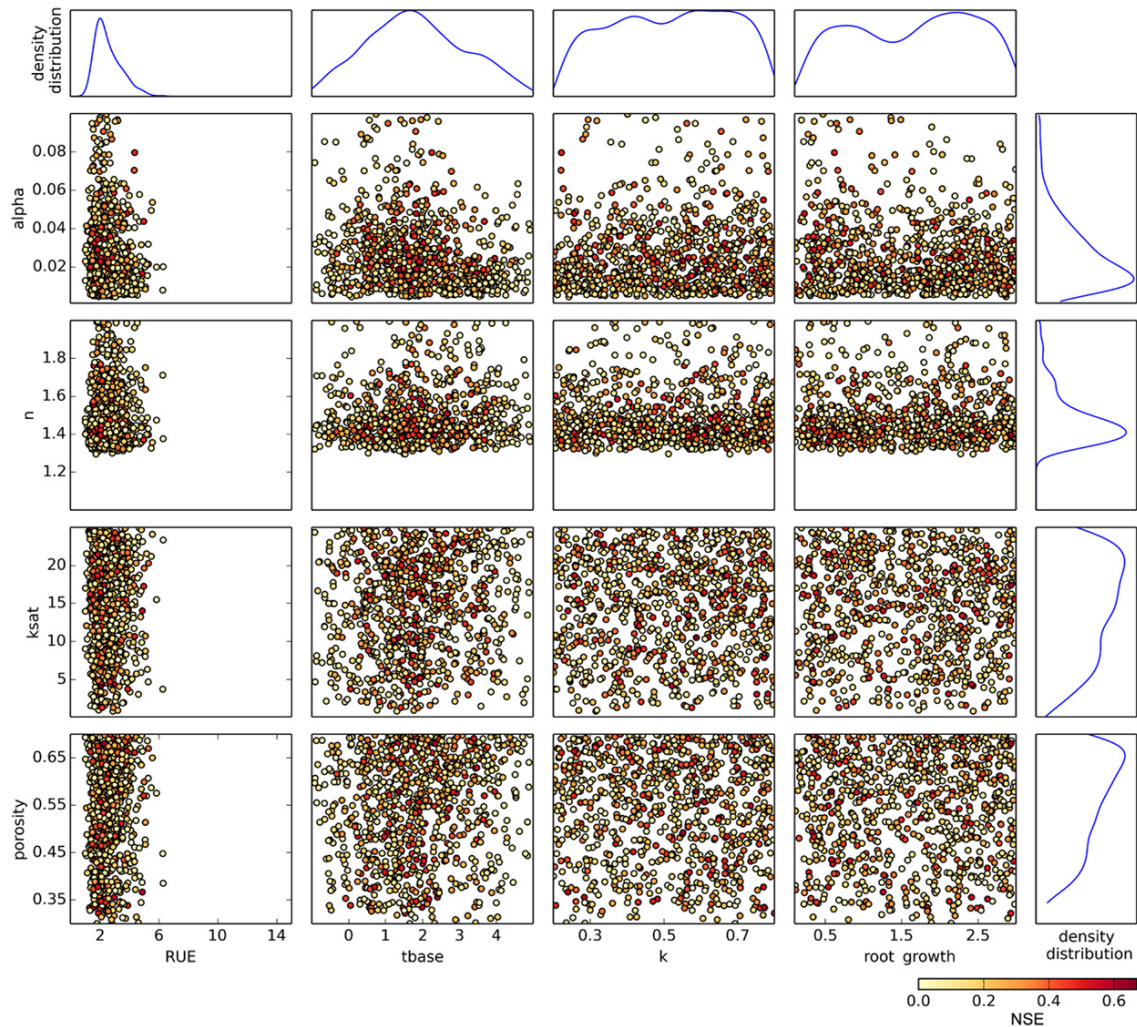 density
distribution
alpha
0.08
0.06
0.04
0.02
n
1.8
1.6
1.4
1.2
ksat
20
15
10
5
porosity
0.65
0.55
0.45
0.35
2 6 10 14
0 1 2 3 4
0.3 0.5 0.7
0.5 1.5 2.5
RUE
tbase
k
root growth
density
distribution
0.0 0.2 0.4 0.6
NSE